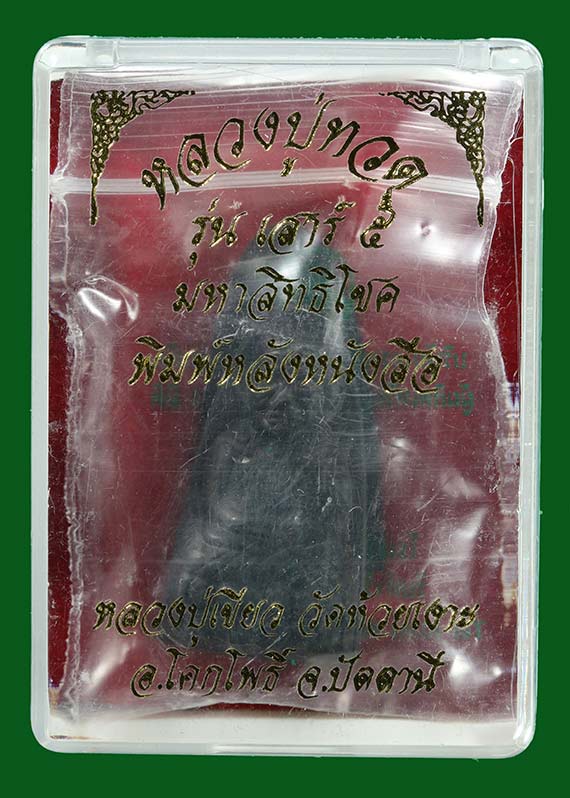 หลวงปู่ทวด
รุ่น เสาร์ ๕
มหาสิทธิโชค
พิมพ์หลังหนังสือ
หลวงปู่เขียว วัดห้วยเงาะ
อ.โคกโพธิ์ จ.ปัตตานี